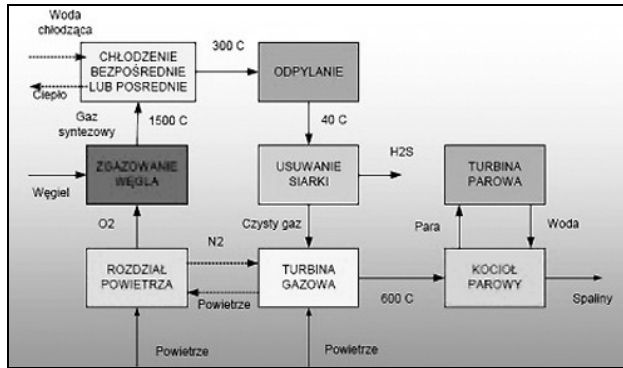 Woda
chłodząca
CHŁODZENIE
BEZPOŚREDNIE
LUB POSREDNIE
300 C
ODPYLANIE
Ciepło
Gaz
syntezowy
1500 C
40 C
H2S
ZGAZOWANIE
WĘGLA
USUWANIE
SIARKI
TURBINA
PAROWA
Węgiel
O2
Czysty gaz
Para
Woda
N2
ROZDZIAŁ
POWIETRZA
TURBINA
GAZOWA
KOCIOŁ
PAROWY
Powietrze
600 C
Spaliny
Powietrze
Powietrze